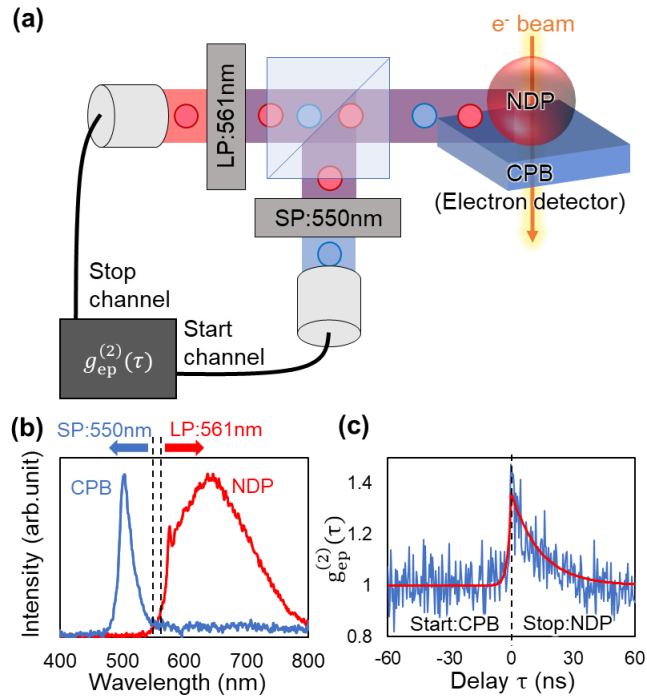 (a)
e⁻ beam
NDP
LP:561nm
CPB
(Electron detector)
SP:550nm
Stop
channel
Start
channel
g_ep^(2)(τ)
(b)
SP:550nm
LP:561nm
CPB
NDP
Intensity (arb.unit)
400
500
600
700
800
Wavelength (nm)
(c)
1.4
1.2
1
0.8
g_ep^(2)(τ)
Start:CPB
Stop:NDP
-60
-30
0
30
60
Delay τ (ns)